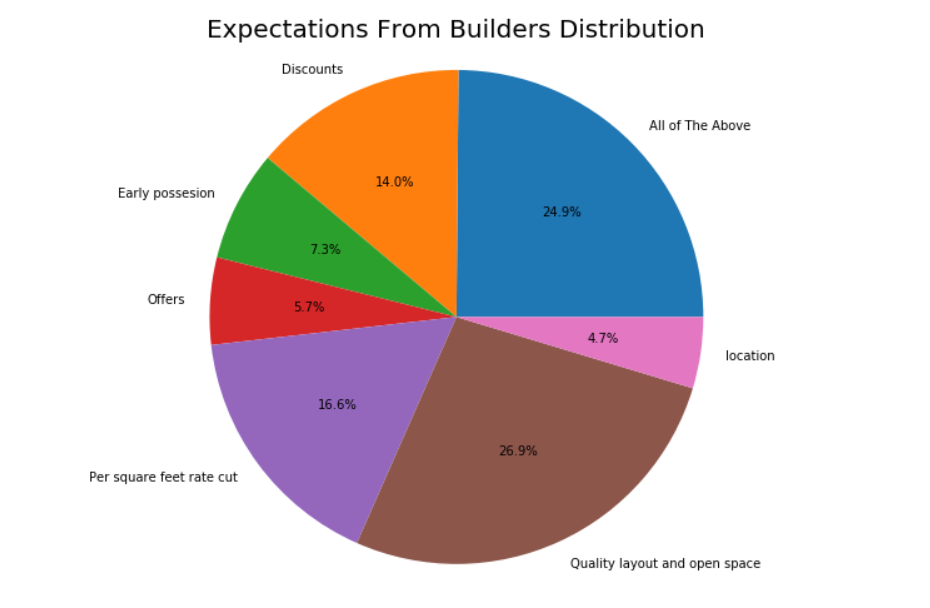 Expectations From Builders Distribution
Discounts
All of The Above
14.0%
24.9%
Early possesion
7.3%
Offers
5.7%
4.7%
location
16.6%
26.9%
Per square feet rate cut
Quality layout and open space